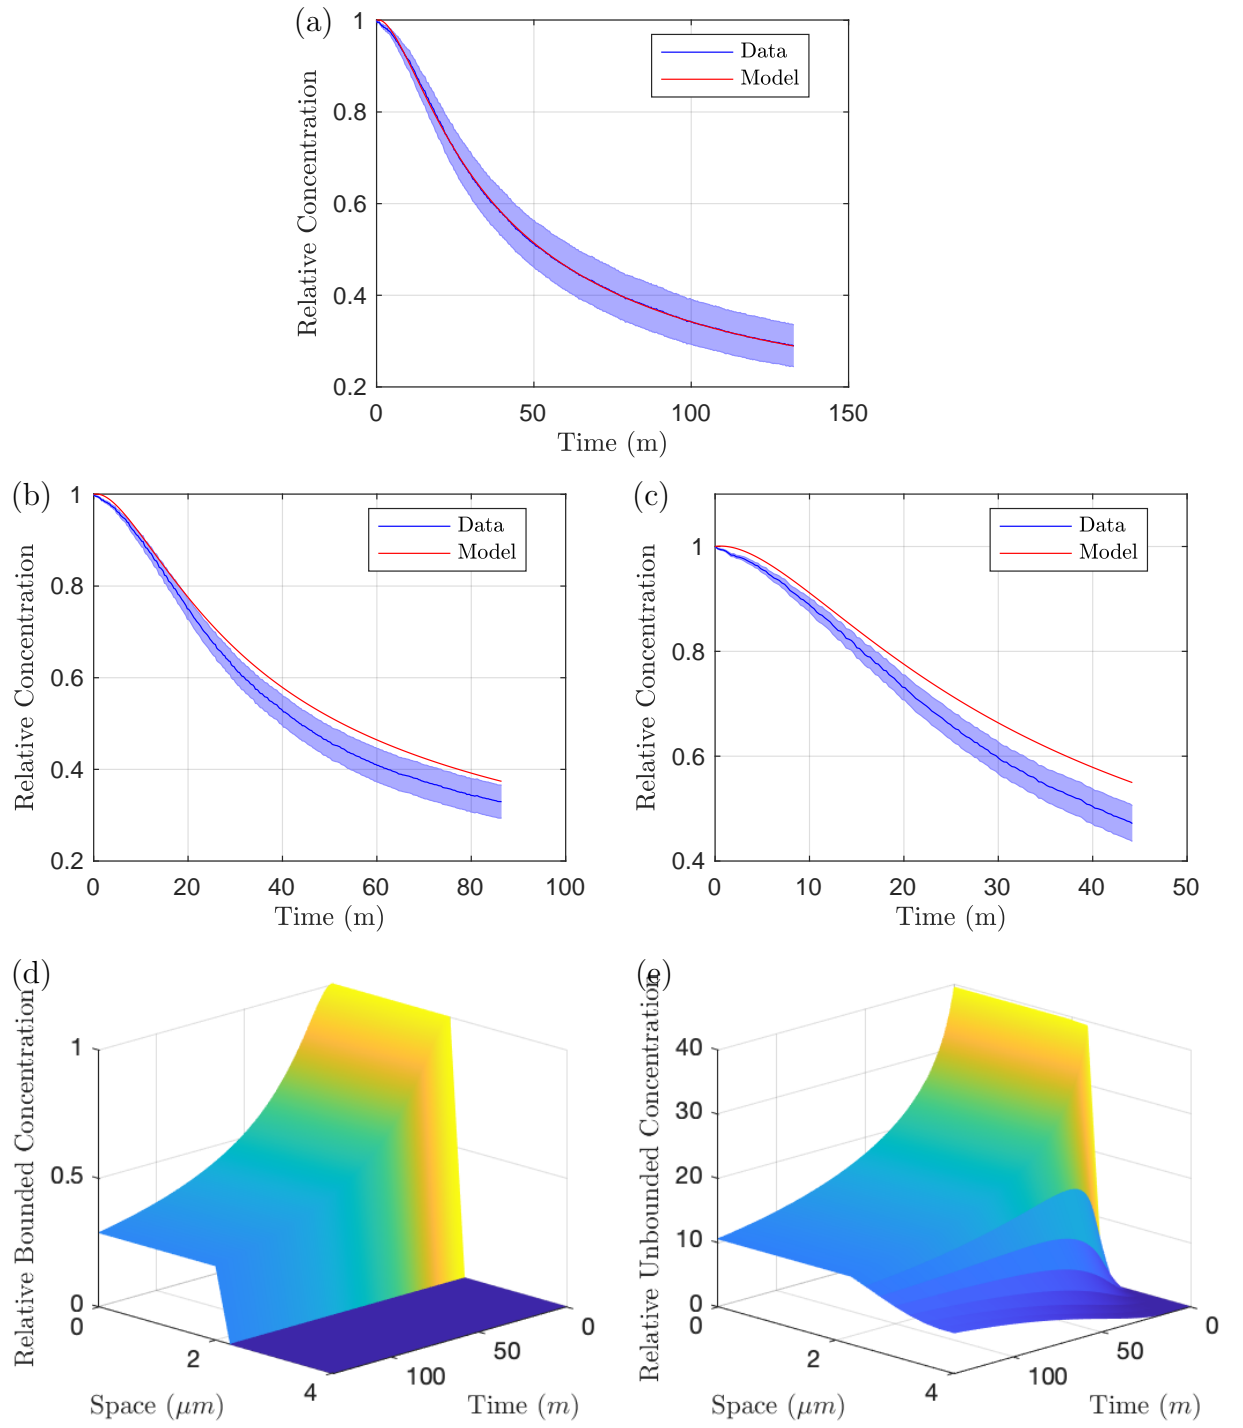 (a)
Relative Concentration
1
0.8
0.6
0.4
0.2
0
50
100
150
Time (m)
Data
Model
(b)
Relative Concentration
1
0.8
0.6
0.4
0.2
0
20
40
60
80
100
Time (m)
Data
Model
(c)
Relative Concentration
1
0.8
0.6
0.4
0
10
20
30
40
50
Time (m)
Data
Model
(d)
Relative Bounded Concentration
1
0.5
0
0
2
4
Space (μm)
100
50
0
Time (m)
(e)
Relative Unbounded Concentration
40
30
20
10
0
0
2
4
Space (μm)
100
50
0
Time (m)